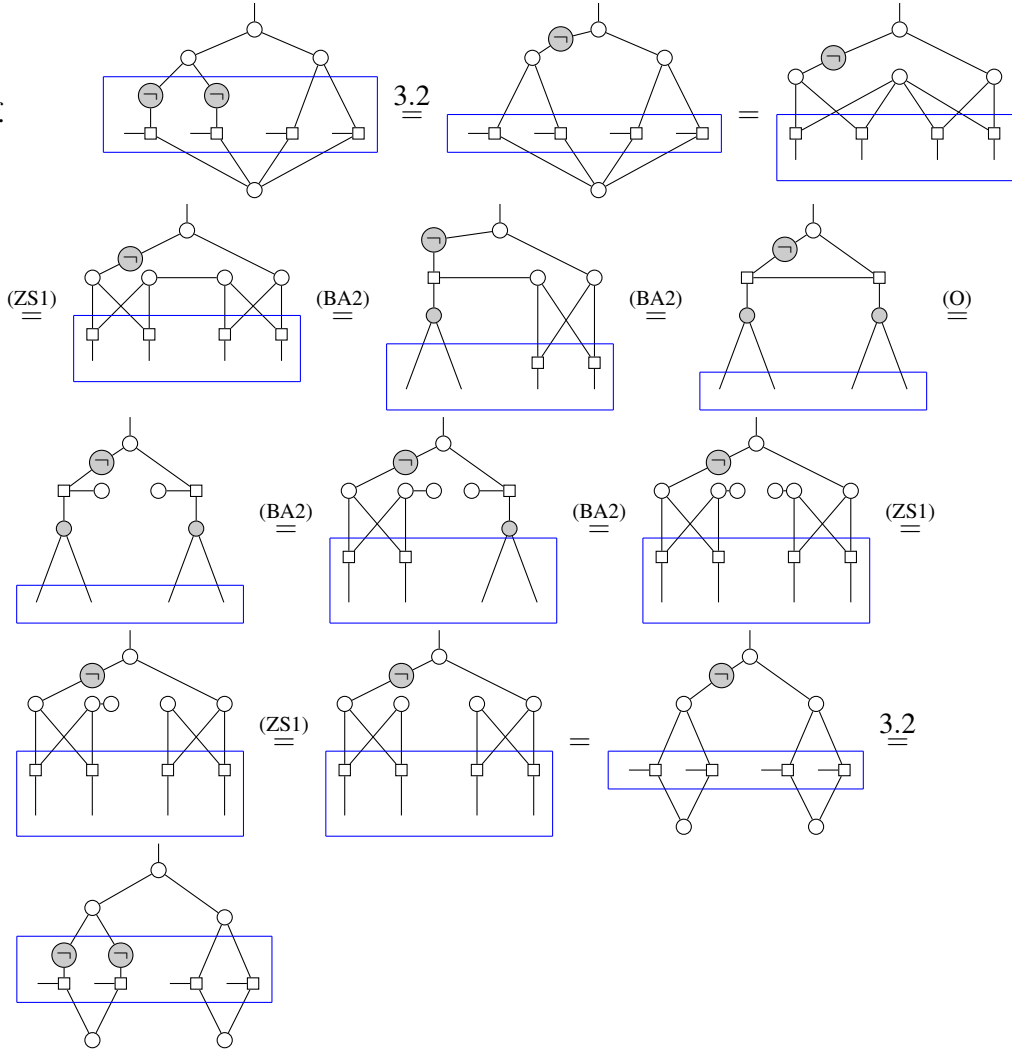 ¬ ¬ 3.2 = ¬ = ¬
(ZS1) = ¬ (BA2) = ¬ (BA2) = ¬ (O) =
¬ (BA2) = ¬ (BA2) = ¬ (ZS1) =
¬ (ZS1) = ¬ = ¬ 3.2 =
¬ ¬